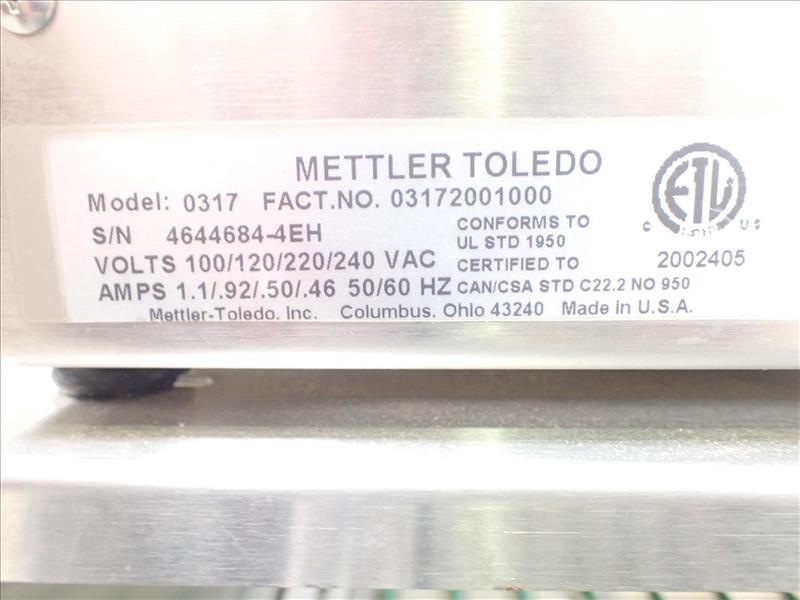 METTLER TOLEDO
Model: 0317 FACT.NO. 03172001000
S/N 4644684-4EH
CONFORMS TO
UL STD 1950
VOLTS 100/120/220/240 VAC
CERTIFIED TO
AMPS 1.1/.92/.50/.46 50/60 HZ
CAN/CSA STD C22.2 NO 950
ETL
C US
2002405
Mettler-Toledo, Inc. Columbus, Ohio 43240 Made in U.S.A.